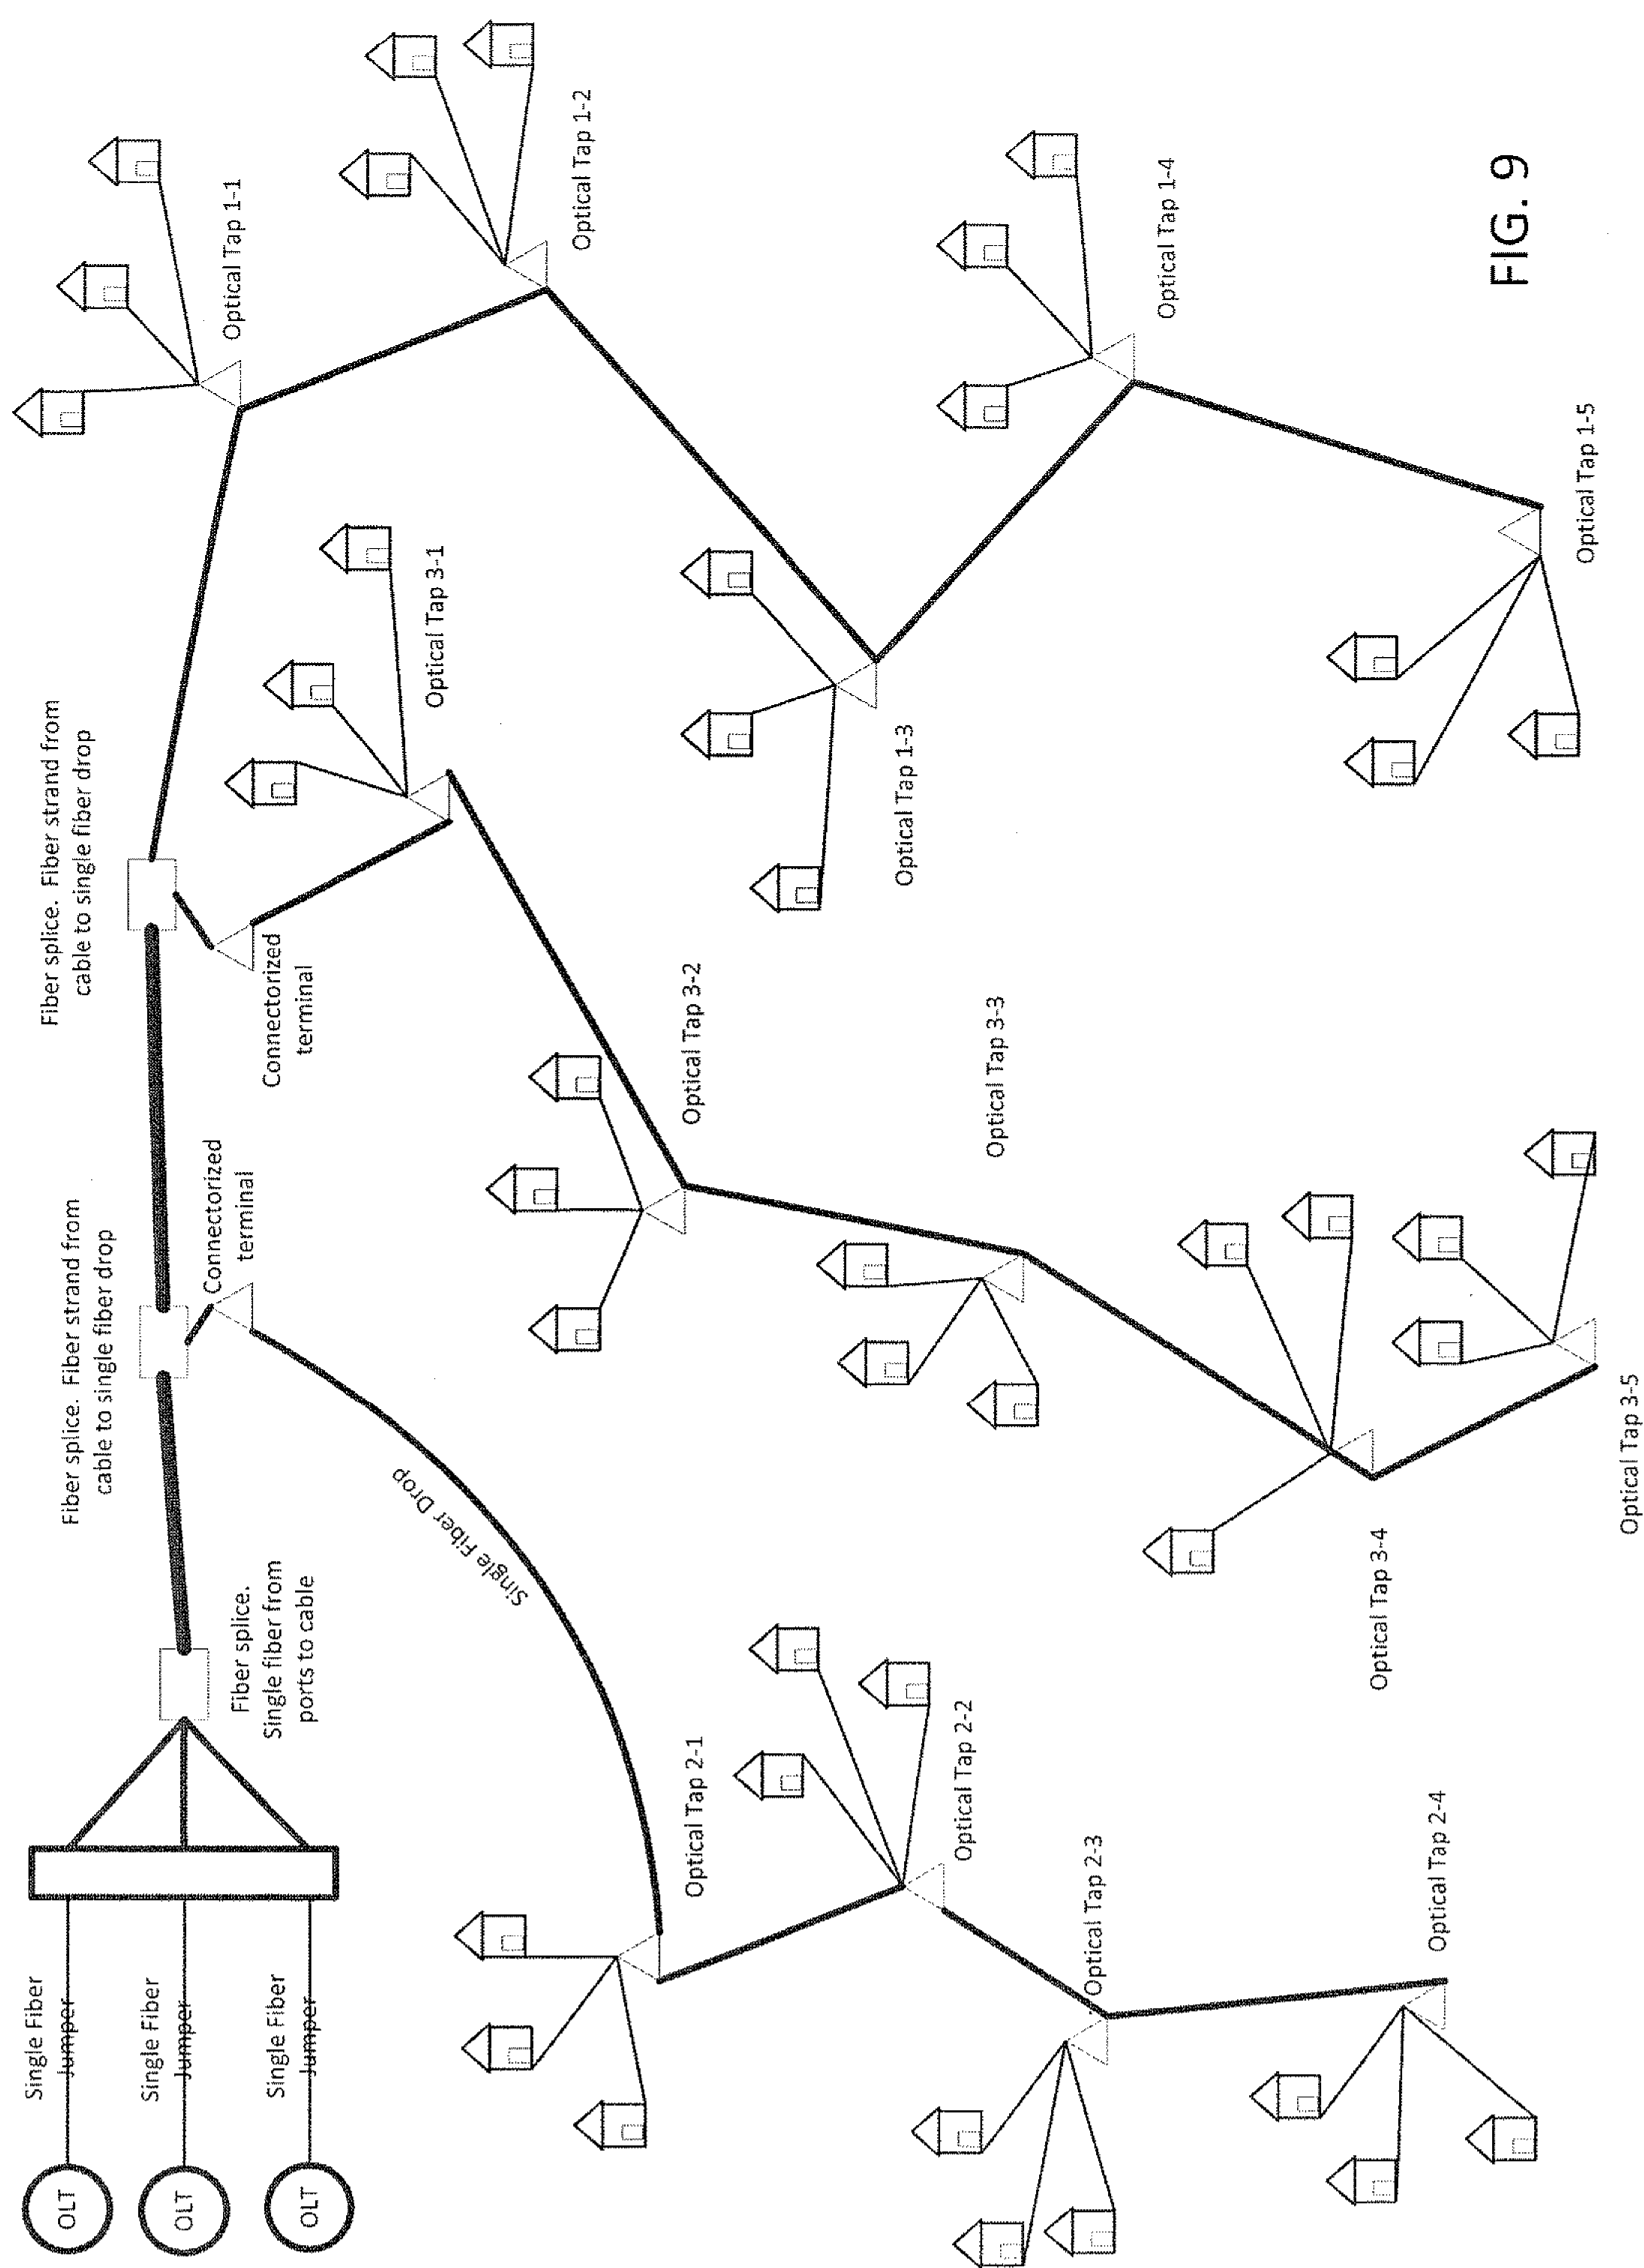 OLT
Single Fiber
Jumper
OLT
Single Fiber
Jumper
OLT
Single Fiber
Jumper
Fiber splice.
Single fiber from
ports to cable
Fiber splice. Fiber strand from
cable to single fiber drop
Connectorized
terminal
Fiber splice. Fiber strand from
cable to single fiber drop
Connectorized
terminal
Single Fiber Drop
Optical Tap 1-1
Optical Tap 1-2
Optical Tap 3-1
Optical Tap 2-1
Optical Tap 3-2
Optical Tap 1-3
Optical Tap 2-2
Optical Tap 3-3
Optical Tap 1-4
Optical Tap 2-3
Optical Tap 3-4
Optical Tap 2-4
Optical Tap 1-5
Optical Tap 3-5
FIG. 9